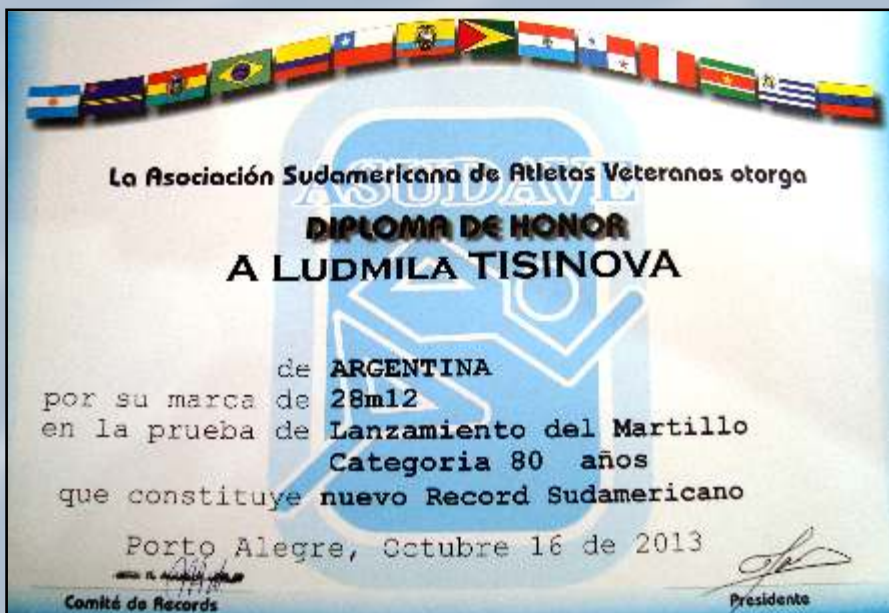 La Asociación Sudamericana de Atletas Veteranos otorga
ASUDAVE
DIPLOMA DE HONOR
A LUDMILA TISINOVA
de ARGENTINA
por su marca de 28m12
en la prueba de Lanzamiento del Martillo
Categoria 80 años
que constituye nuevo Record Sudamericano
Porto Alegre, Octubre 16 de 2013
Comité de Records
Presidente